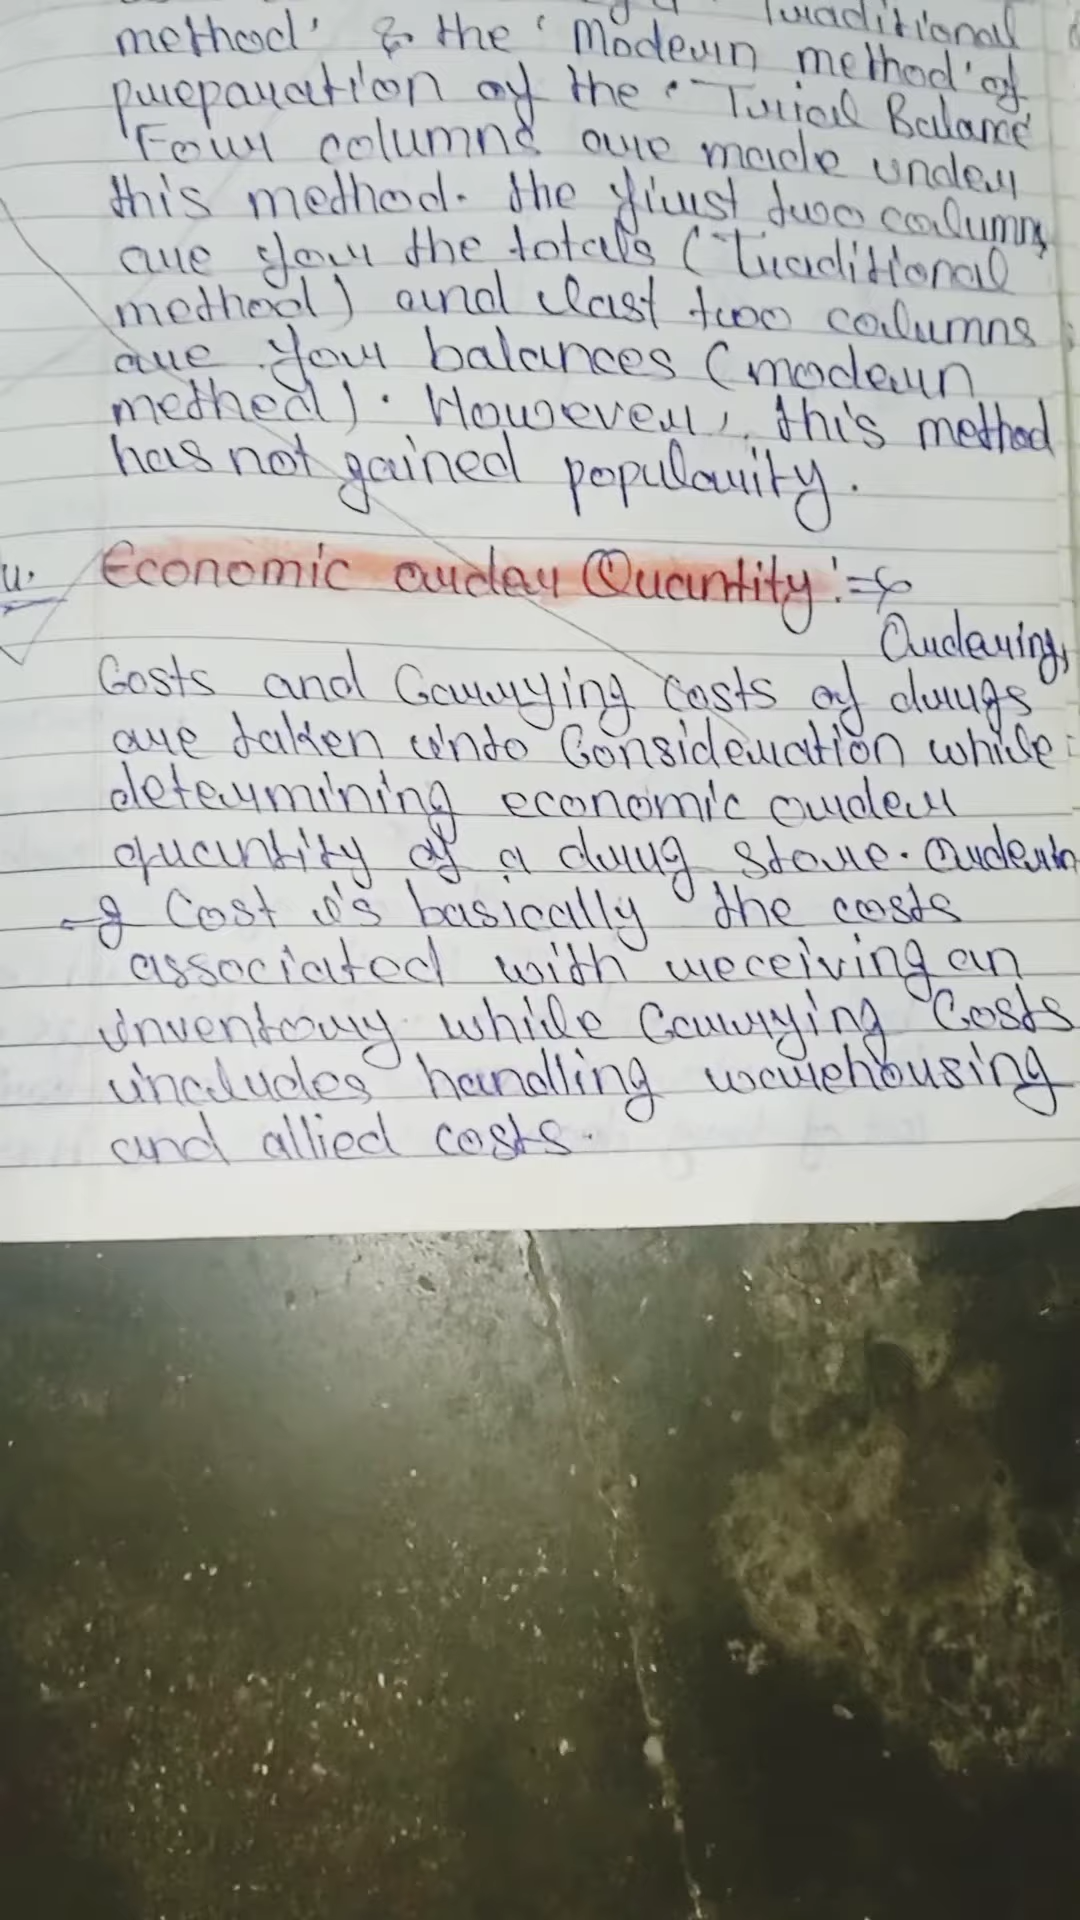 Traditional
method' & the 'Modern method' of
preparation of the 'Trial Balance
Four columns are made under
this method. the first two columns
are for the totals (Traditional
method) and last two columns
are for balances (modern
method). However, this method
has not gained popularity.
Economic order Quantity :-
Ordering,
Costs and Carrying costs of drugs
are taken into Consideration while
determining economic order
quantity of a drug store. Orderin
-g Cost is basically the costs
associated with receiving an
inventory while Carrying Costs
includes handling warehousing
and allied costs.